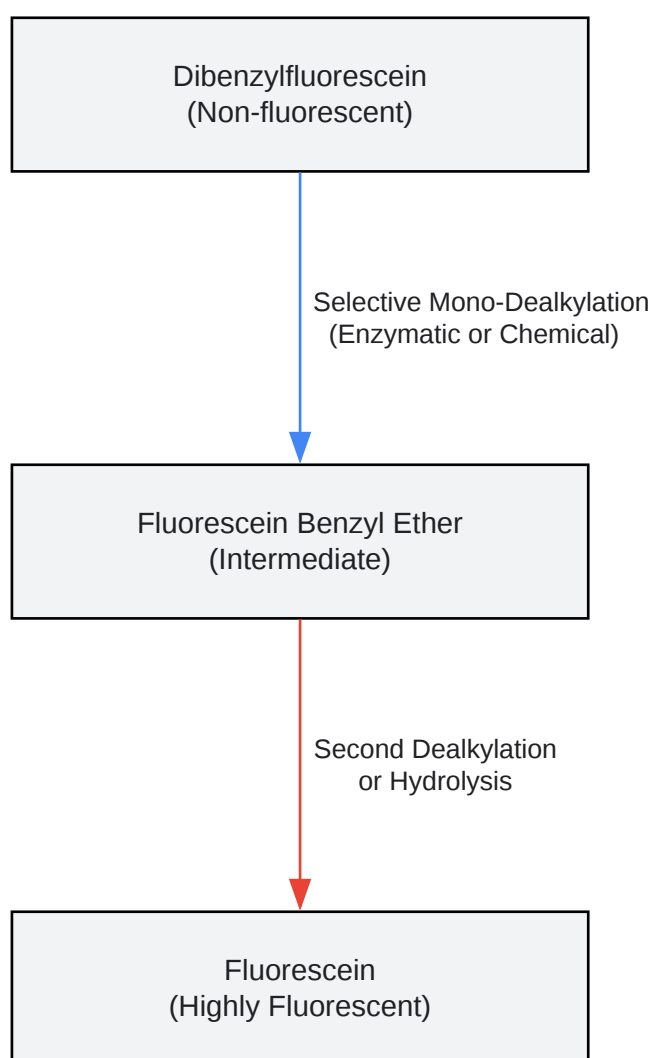 Dibenzylfluorescein
(Non-fluorescent)
Selective Mono-Dealkylation
(Enzymatic or Chemical)
Fluorescein Benzyl Ether
(Intermediate)
Second Dealkylation
or Hydrolysis
Fluorescein
(Highly Fluorescent)